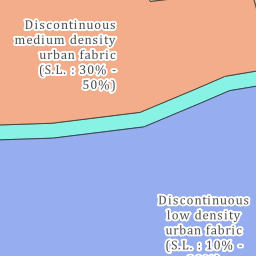 Discontinuous
medium density
urban fabric
(S.L. : 30% -
50%)
Discontinuous
low density
urban fabric
(S.L. : 10% -